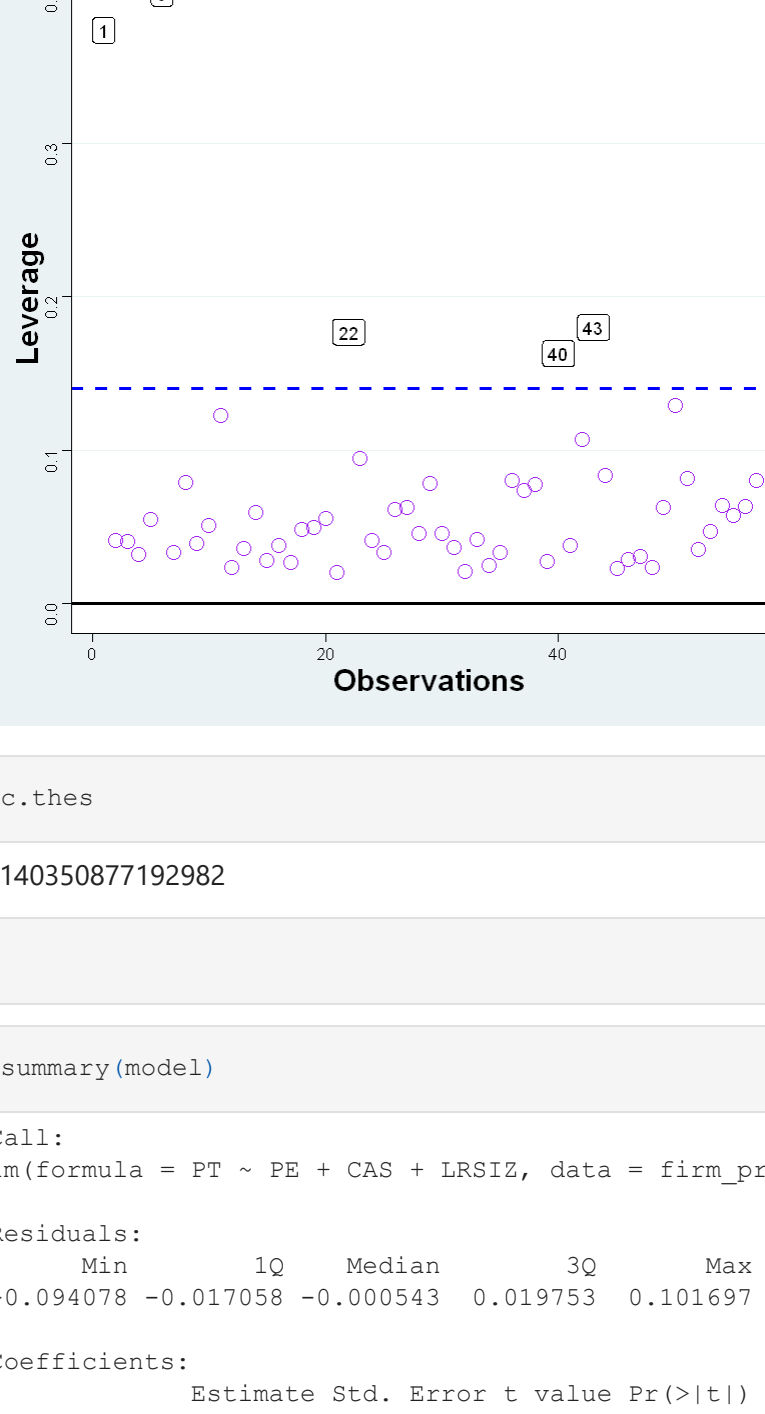 1
0.3
0.2
Leverage
22
43
40
0.1
0.0
0
20
40
Observations
c.thes
140350877192982
summary(model)
Call:
lm(formula = PT ~ PE + CAS + LRSIZ, data = firm_pr
Residuals:
Min 1Q Median 3Q Max
-0.094078 -0.017058 -0.000543 0.019753 0.101697
Coefficients:
Estimate Std. Error t value Pr(>|t|)